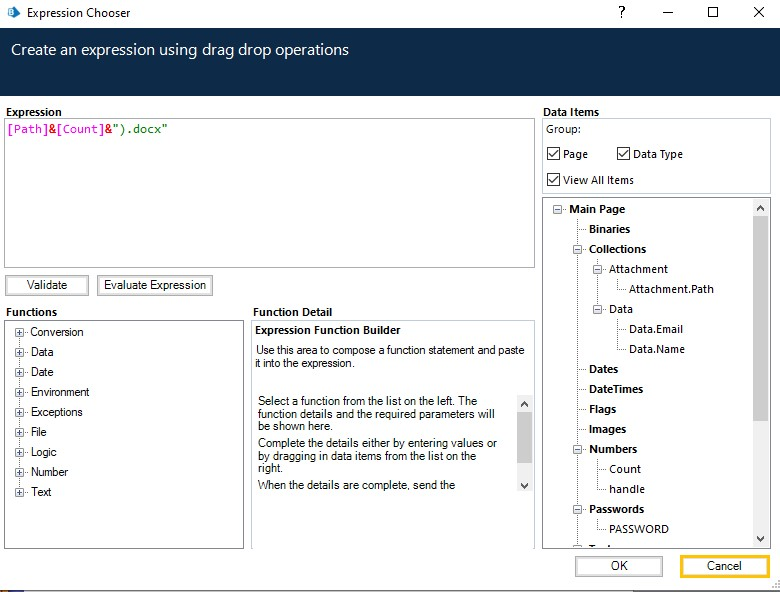 Expression Chooser
?
Create an expression using drag drop operations
Expression
[Path]&[Count]&").docx"
Validate
Evaluate Expression
Functions
Conversion
Data
Date
Environment
Exceptions
File
Logic
Number
Text
Function Detail
Expression Function Builder
Use this area to compose a function statement and paste
it into the expression.
Select a function from the list on the left. The
function details and the required parameters will
be shown here.
Complete the details either by entering values or
by dragging in data items from the list on the
right.
When the details are complete, send the
Data Items
Group:
Page
Data Type
View All Items
Main Page
Binaries
Collections
Attachment
Attachment.Path
Data
Data.Email
Data.Name
Dates
DateTimes
Flags
Images
Numbers
Count
handle
Passwords
PASSWORD
OK
Cancel